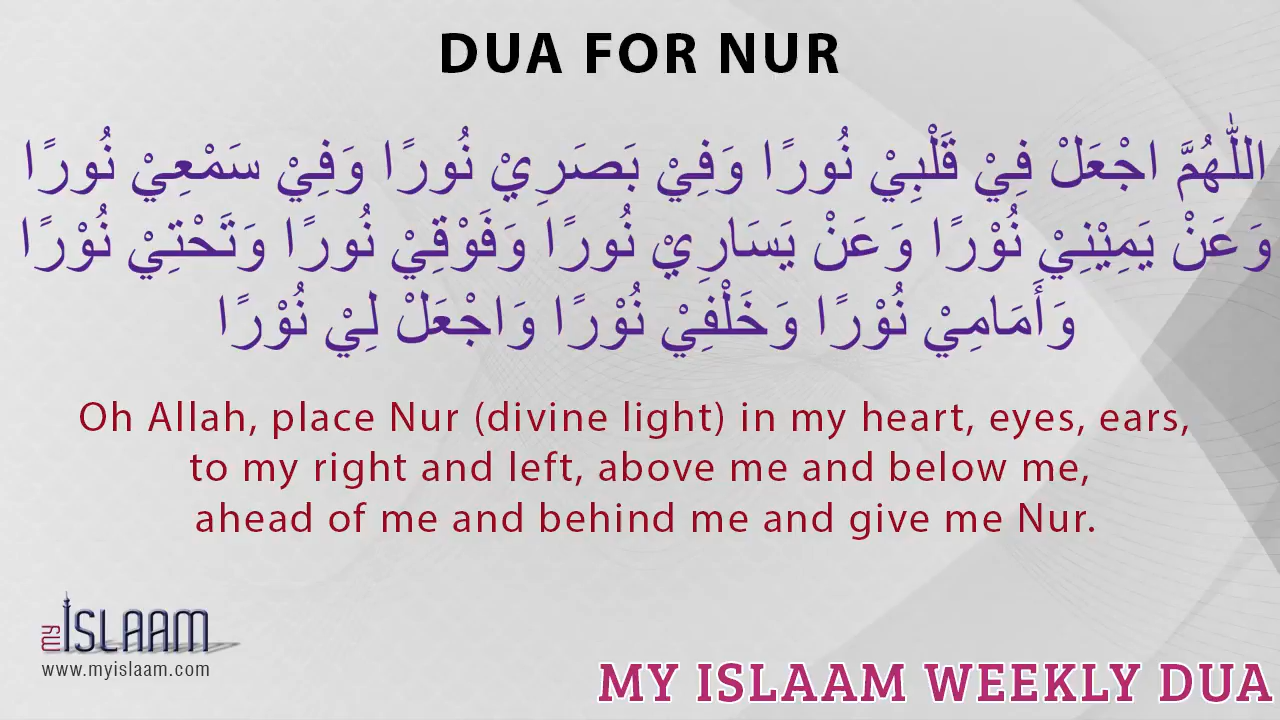 DUA FOR NUR
اللّٰهُمَّ اجْعَلْ فِيْ قَلْبِيْ نُورًا وَفِيْ بَصَرِيْ نُورًا وَفِيْ سَمْعِيْ نُورًا
وَعَنْ يَمِيْنِيْ نُوْرًا وَعَنْ يَسَارِيْ نُورًا وَفَوْقِيْ نُورًا وَتَحْتِيْ نُوْرًا
وَأَمَامِيْ نُوْرًا وَخَلْفِيْ نُوْرًا وَاجْعَلْ لِيْ نُوْرًا
Oh Allah, place Nur (divine light) in my heart, eyes, ears,
to my right and left, above me and below me,
ahead of me and behind me and give me Nur.
my ISLAAM
www.myislaam.com
MY ISLAAM WEEKLY DUA